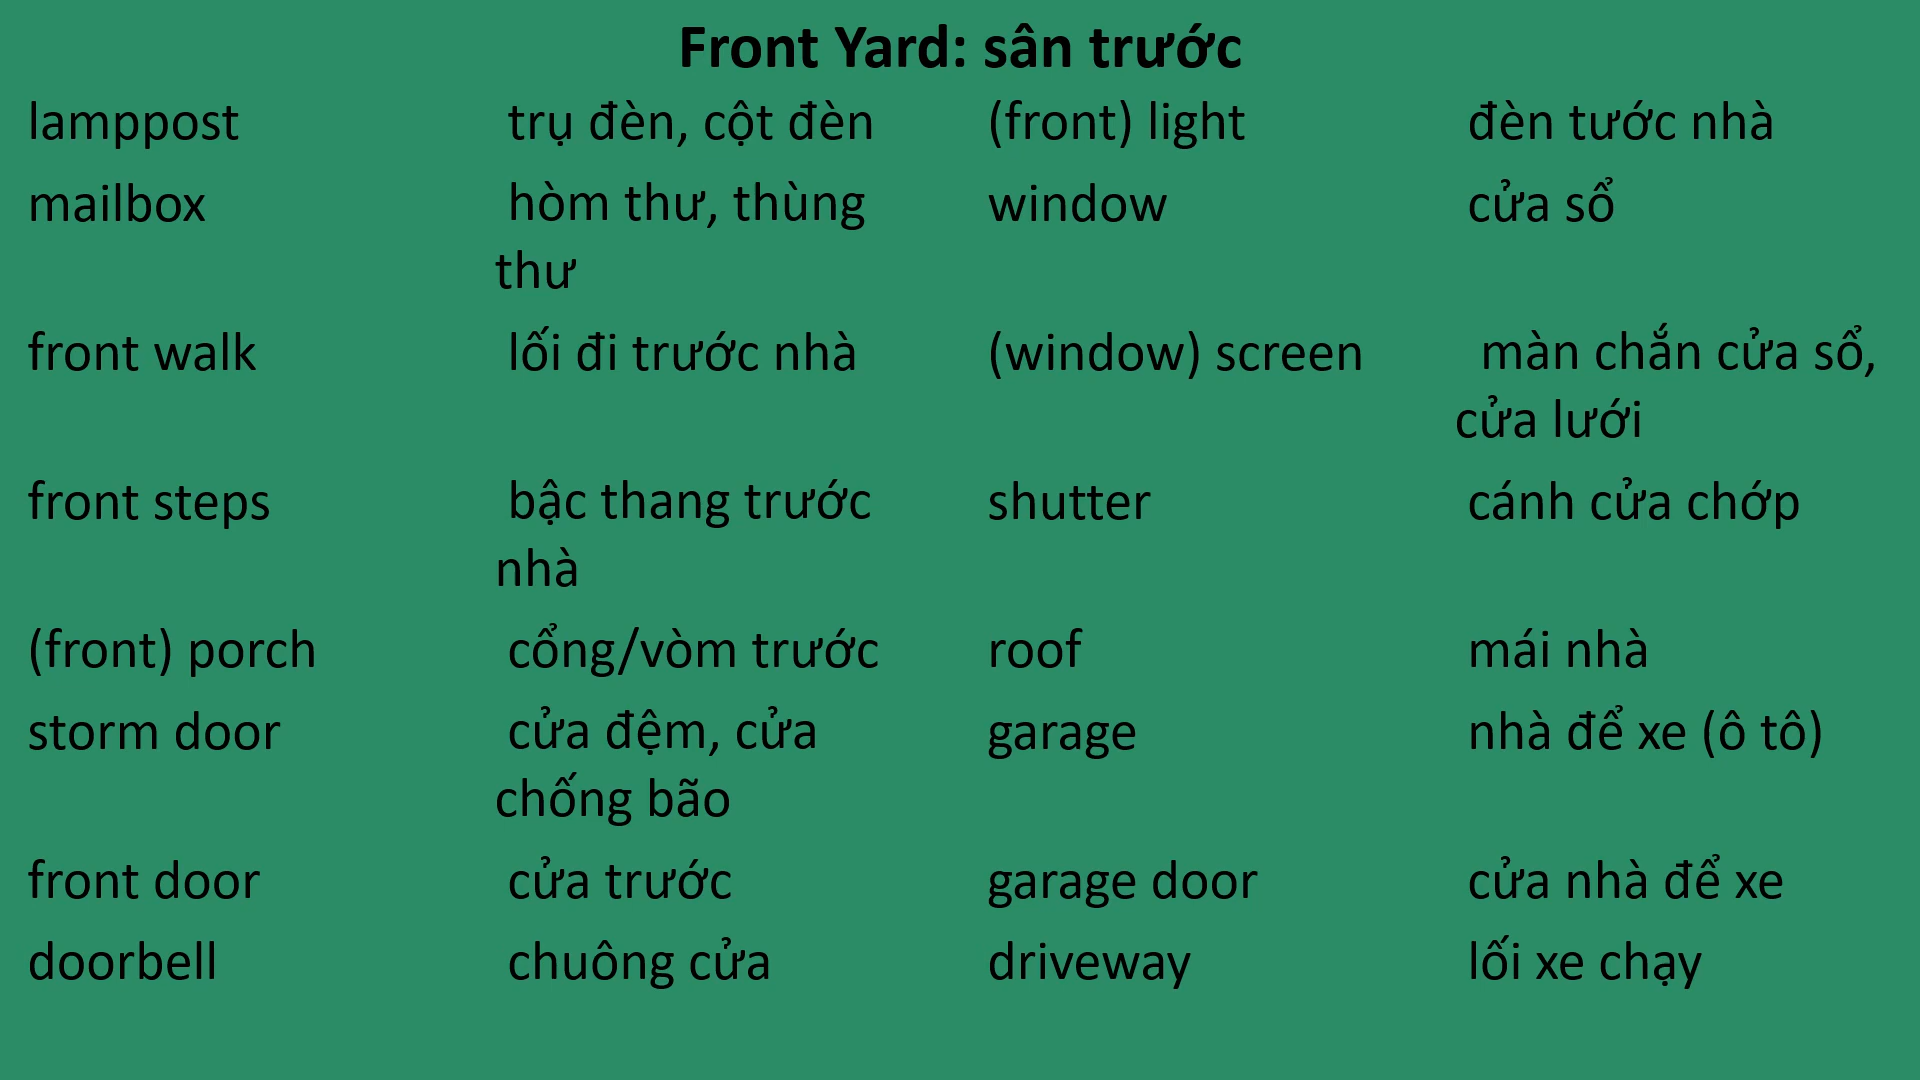 Front Yard: sân trước
lamppost trụ đèn, cột đèn (front) light đèn tước nhà
mailbox hòm thư, thùng window cửa sổ
thư
front walk lối đi trước nhà (window) screen màn chắn cửa sổ,
cửa lưới
front steps bậc thang trước shutter cánh cửa chớp
nhà
(front) porch cổng/vòm trước roof mái nhà
storm door cửa đệm, cửa garage nhà để xe (ô tô)
chống bão
front door cửa trước garage door cửa nhà để xe
doorbell chuông cửa driveway lối xe chạy